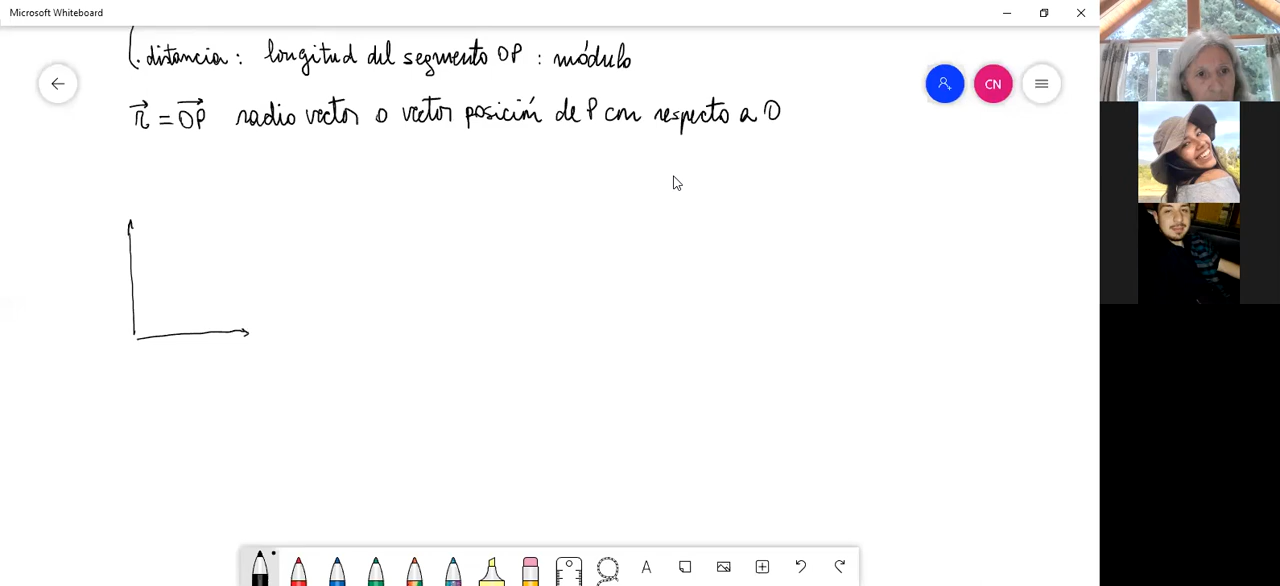 Microsoft Whiteboard
distancia: longitud del segmento OP : módulo
CN
r⃗ = OP⃗ radio vector o vector posición de P con respecto a O
A